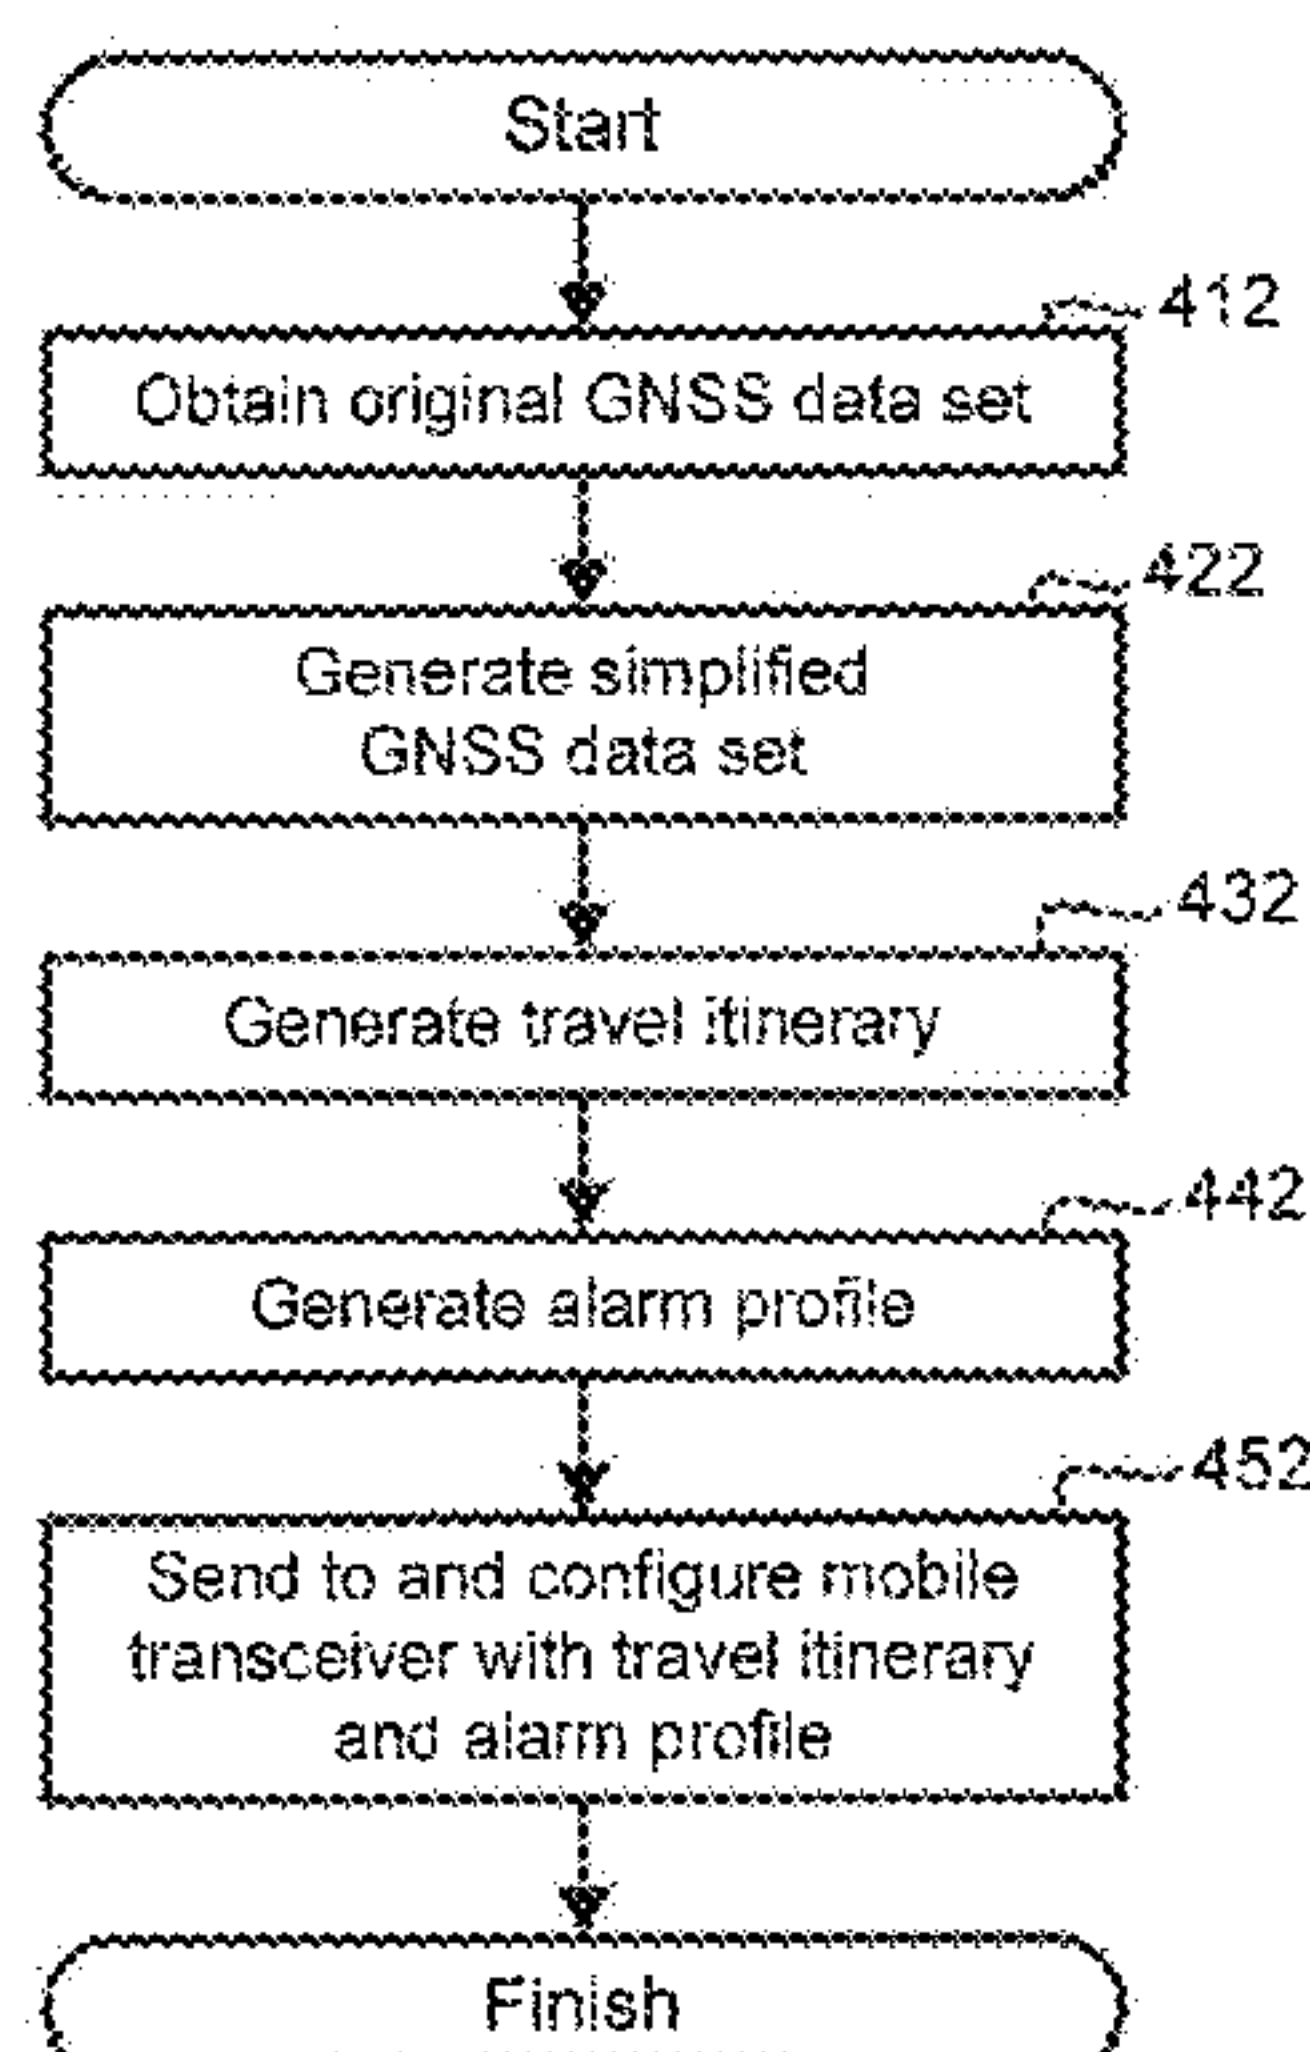 Start
412
Obtain original GNSS data set
422
Generate simplified
GNSS data set
432
Generate travel itinerary
442
Generate alarm profile
452
Send to and configure mobile
transceiver with travel itinerary
and alarm profile
Finish